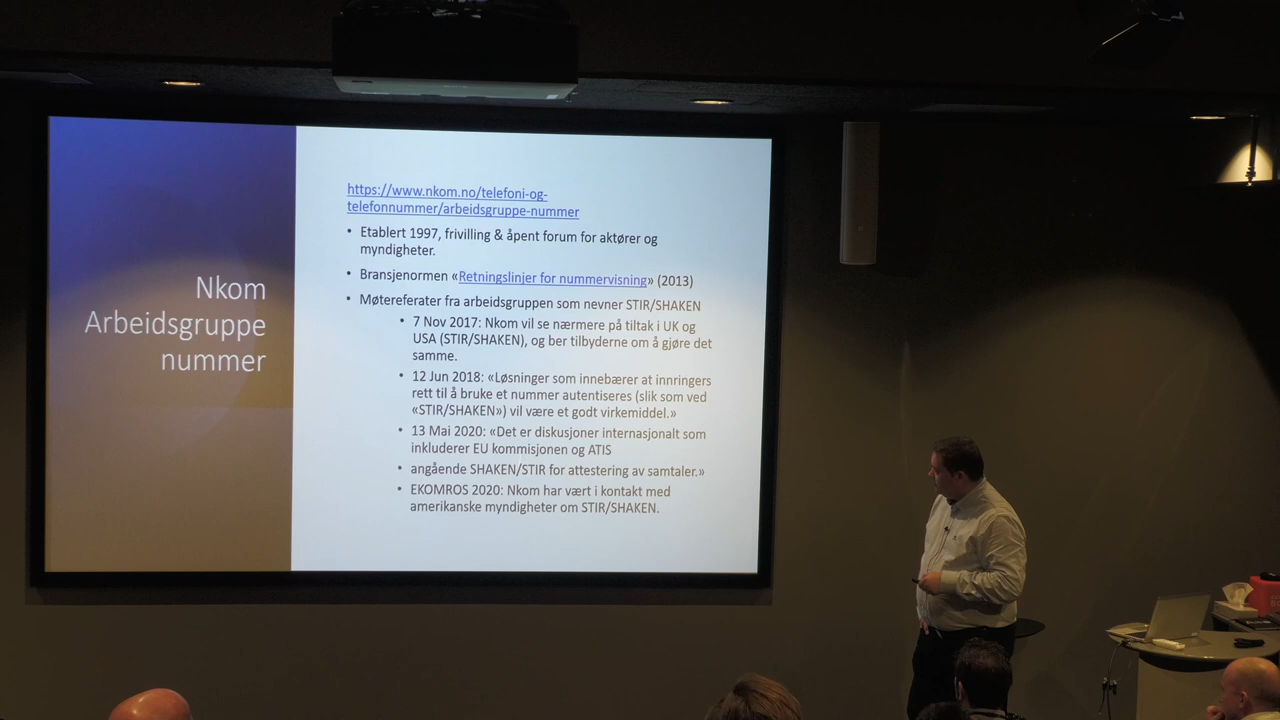 Nkom
Arbeidsgruppe
nummer
https://www.nkom.no/telefoni-og-
telefonnummer/arbeidsgruppe-nummer
• Etablert 1997, frivilling & åpent forum for aktører og
myndigheter.
• Bransjenormen «Retningslinjer for nummervisning» (2013)
• Møtereferater fra arbeidsgruppen som nevner STIR/SHAKEN
• 7 Nov 2017: Nkom vil se nærmere på tiltak i UK og
USA (STIR/SHAKEN), og ber tilbyderne om å gjøre det
samme.
• 12 Jun 2018: «Løsninger som innebærer at innringers
rett til å bruke et nummer autentiseres (slik som ved
«STIR/SHAKEN») vil være et godt virkemiddel.»
• 13 Mai 2020: «Det er diskusjoner internasjonalt som
inkluderer EU kommisjonen og ATIS
• angående SHAKEN/STIR for attestering av samtaler.»
• EKOMROS 2020: Nkom har vært i kontakt med
amerikanske myndigheter om STIR/SHAKEN.